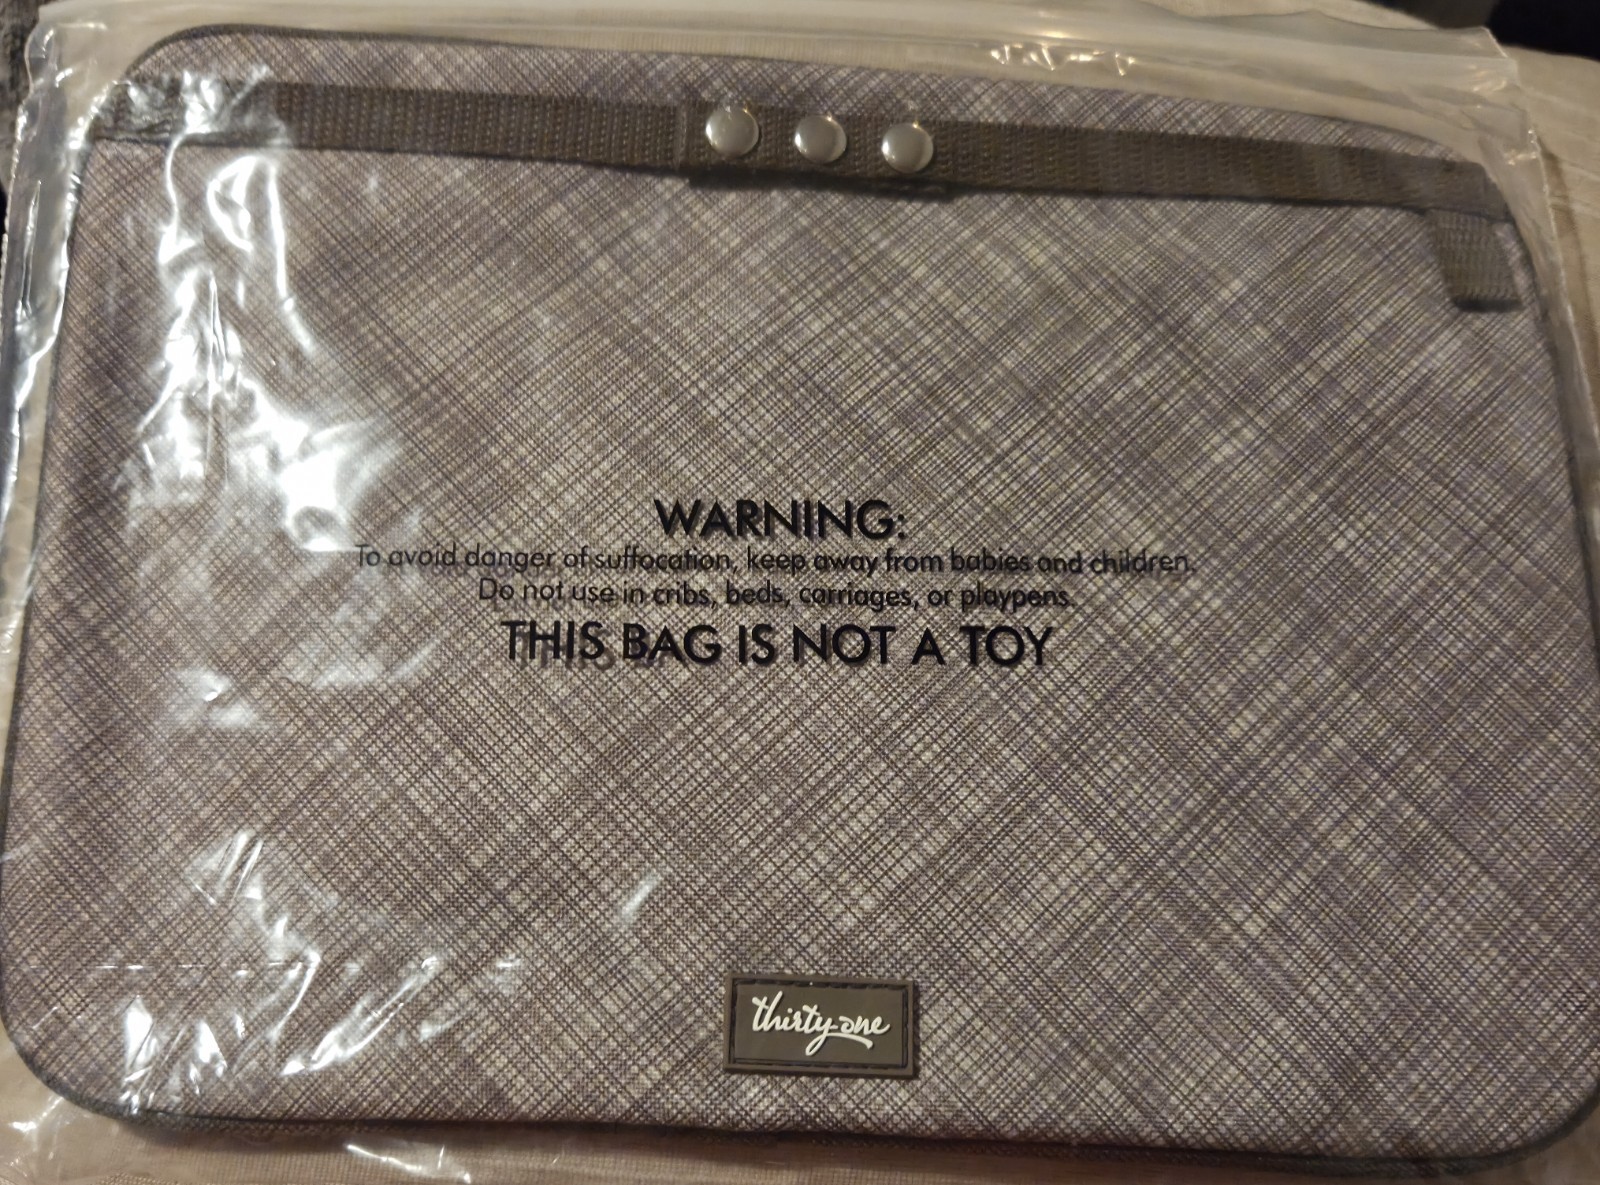 WARNING:
To avoid danger of suffocation, keep away from babies and children.
Do not use in cribs, beds, carriages, or playpens.
THIS BAG IS NOT A TOY
thirty-one